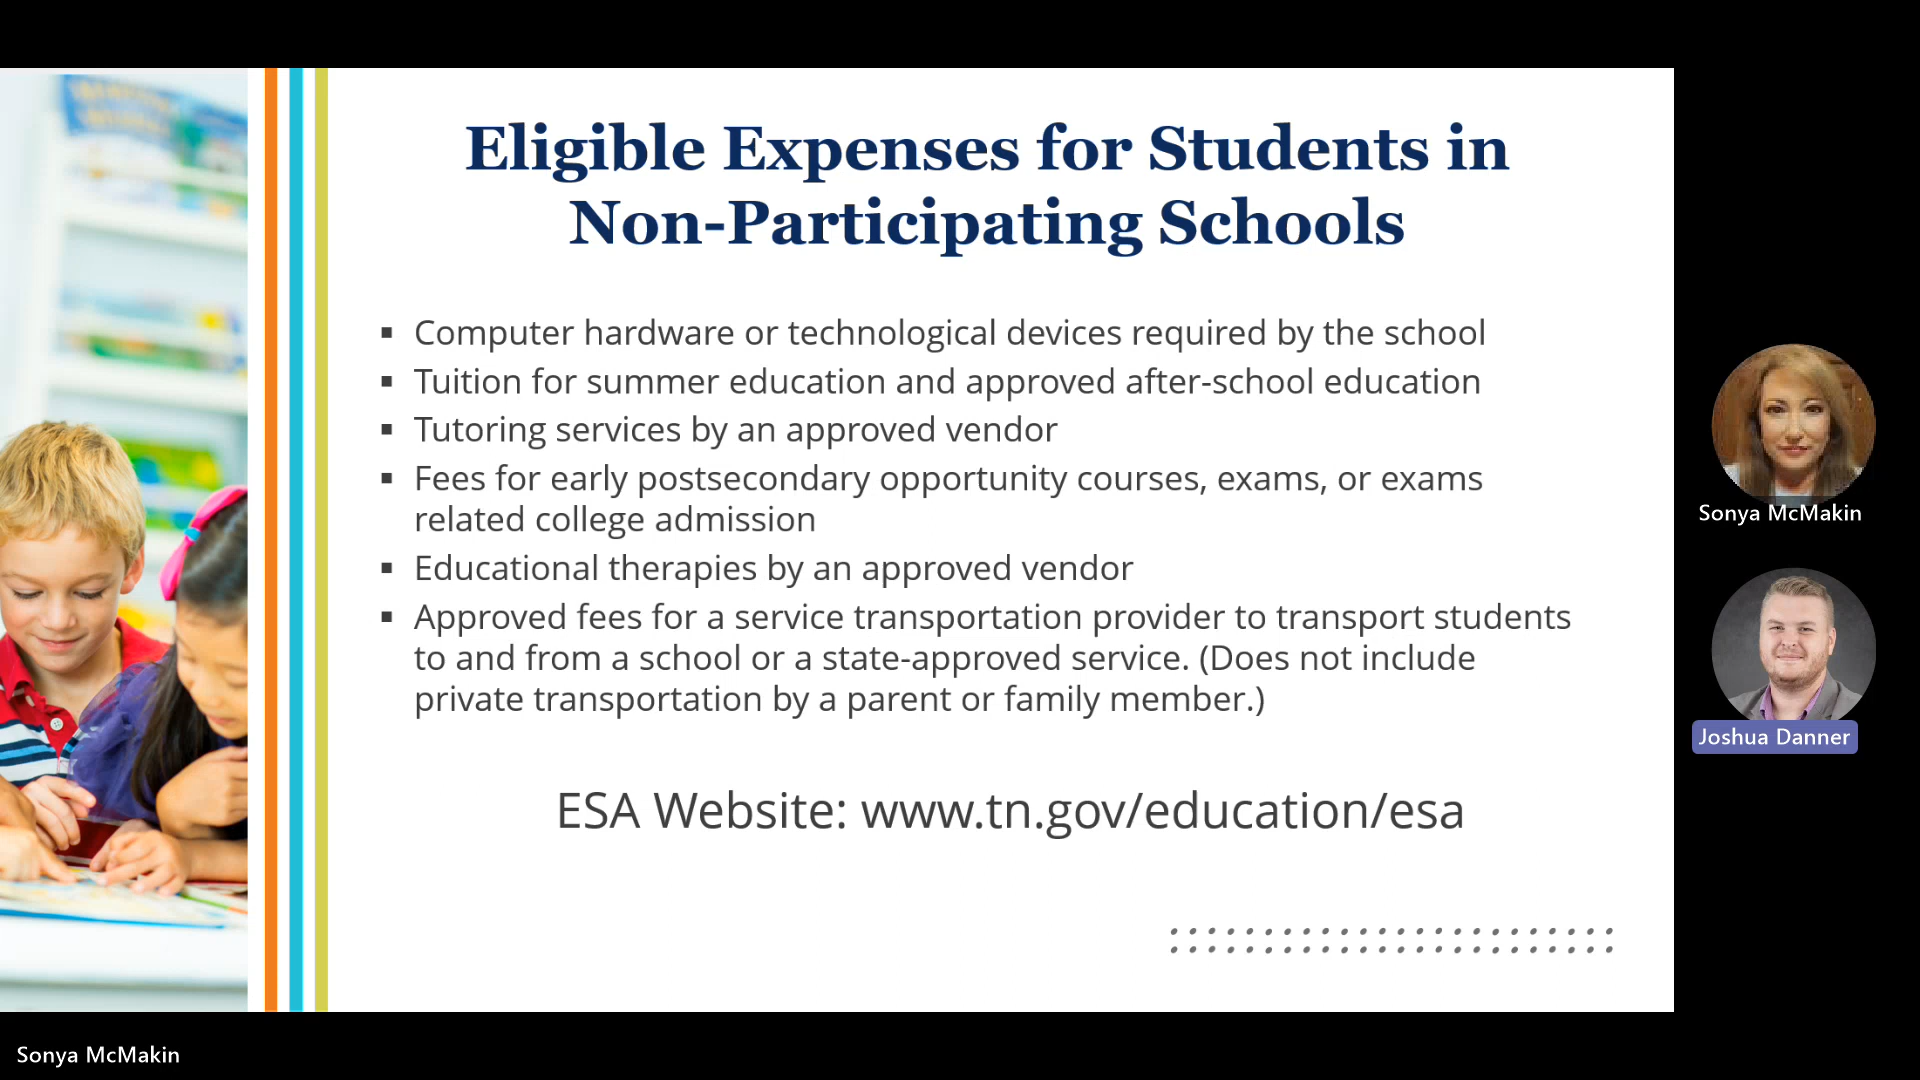 Eligible Expenses for Students in
Non-Participating Schools
▪ Computer hardware or technological devices required by the school
▪ Tuition for summer education and approved after-school education
▪ Tutoring services by an approved vendor
▪ Fees for early postsecondary opportunity courses, exams, or exams
related college admission
▪ Educational therapies by an approved vendor
▪ Approved fees for a service transportation provider to transport students
to and from a school or a state-approved service. (Does not include
private transportation by a parent or family member.)
ESA Website: www.tn.gov/education/esa
Sonya McMakin
Joshua Danner
Sonya McMakin